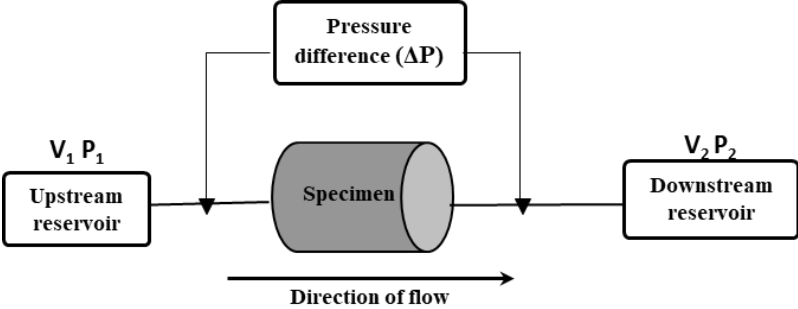 Pressure
difference (ΔP)
V₁ P₁
V₂ P₂
Upstream
reservoir
Specimen
Downstream
reservoir
Direction of flow